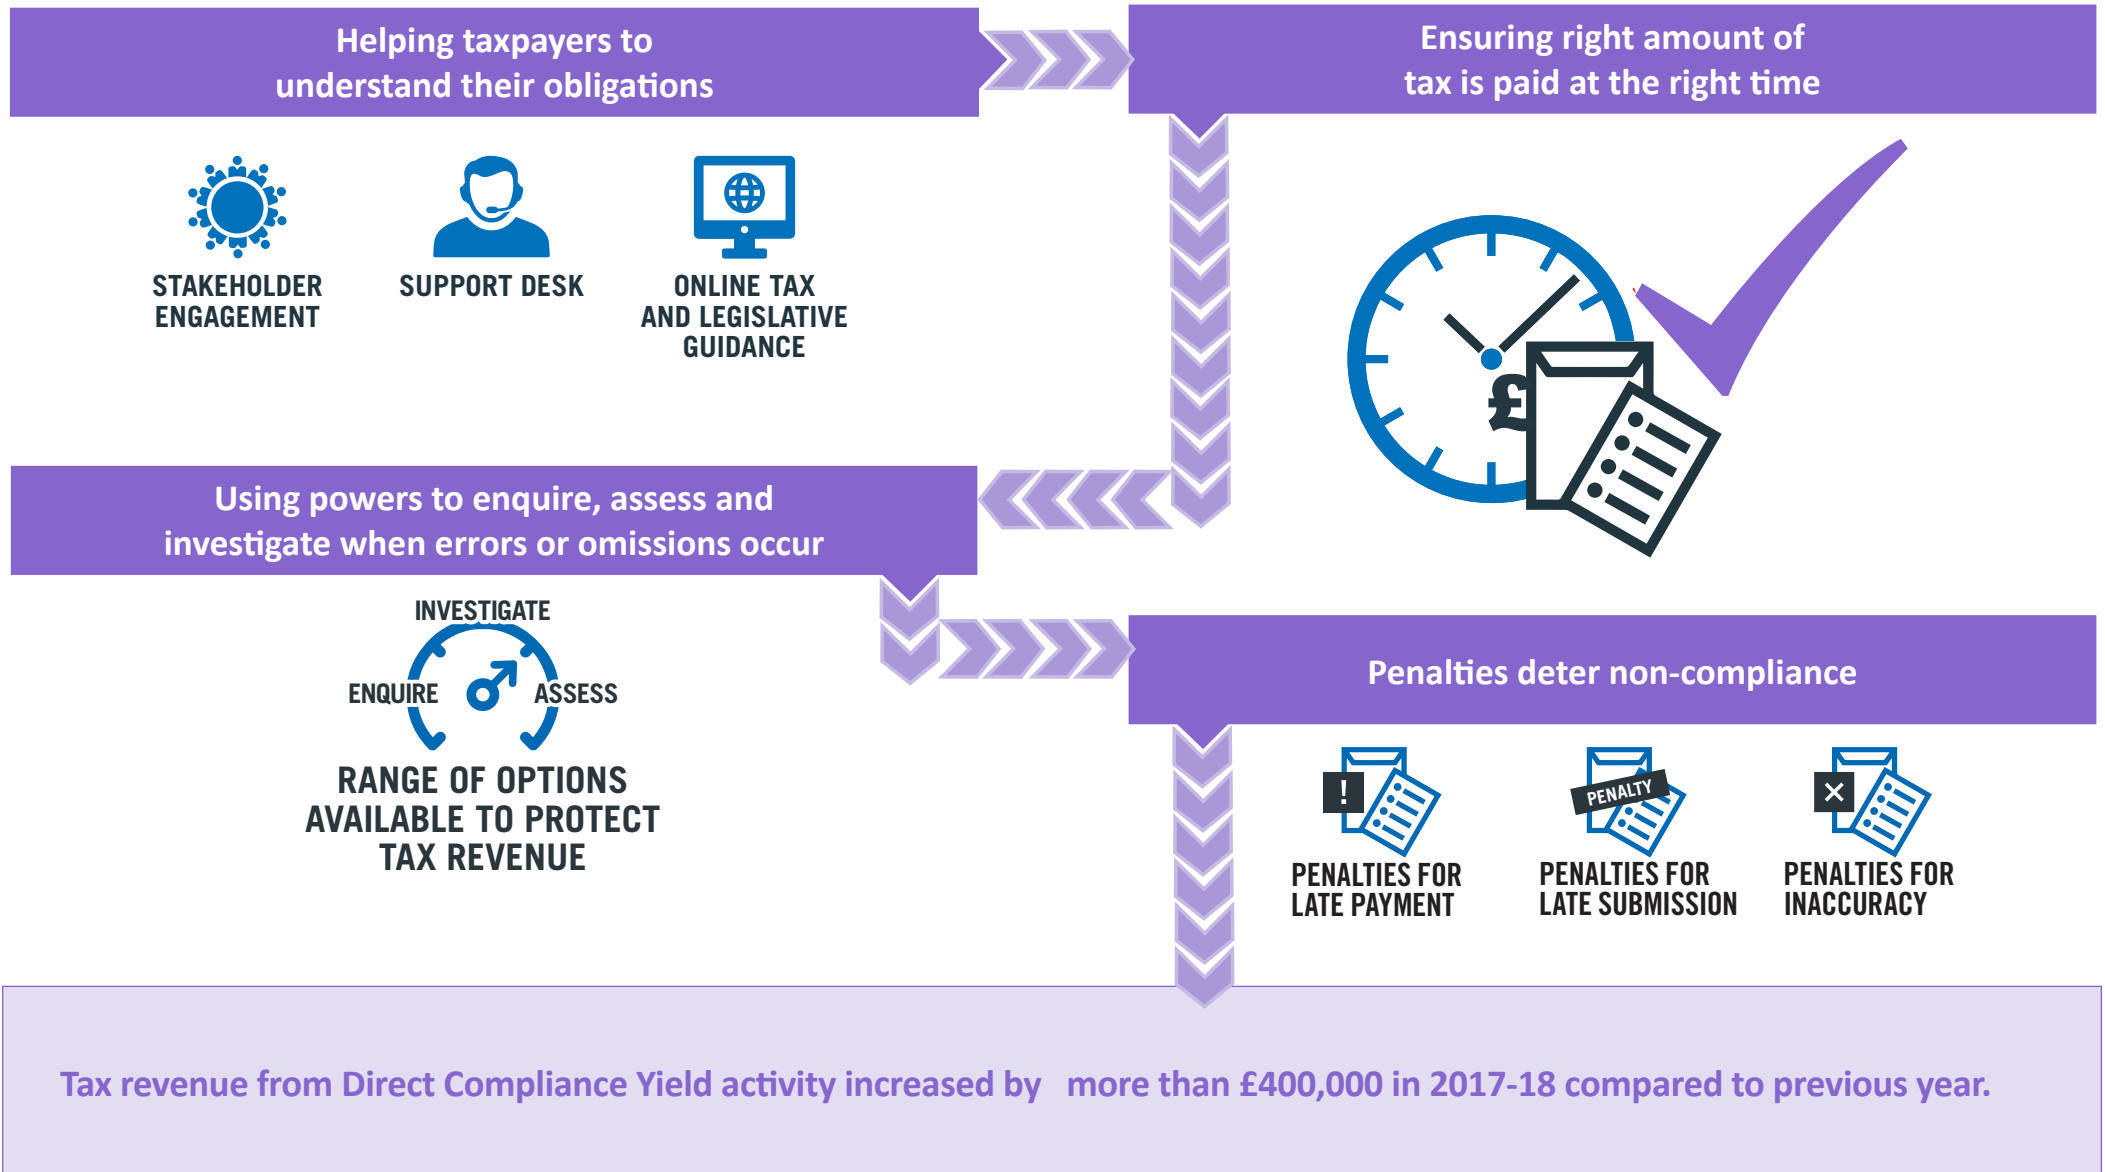 Helping taxpayers to
understand their obligations
Ensuring right amount of
tax is paid at the right time
STAKEHOLDER
ENGAGEMENT
SUPPORT DESK
ONLINE TAX
AND LEGISLATIVE
GUIDANCE
£
Using powers to enquire, assess and
investigate when errors or omissions occur
INVESTIGATE
ENQUIRE
ASSESS
RANGE OF OPTIONS
AVAILABLE TO PROTECT
TAX REVENUE
Penalties deter non-compliance
!
PENALTIES FOR
LATE PAYMENT
PENALTY
PENALTIES FOR
LATE SUBMISSION
PENALTIES FOR
INACCURACY
Tax revenue from Direct Compliance Yield activity increased by more than £400,000 in 2017-18 compared to previous year.